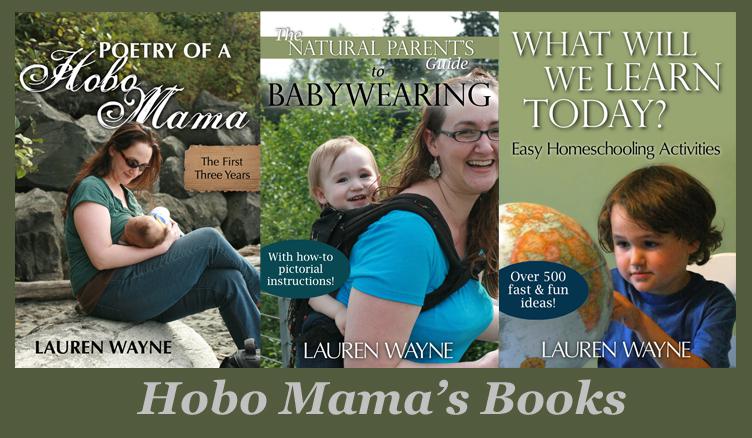 POETRY OF A
Hobo
Mama
The First
Three Years
LAUREN WAYNE
The
NATURAL PARENT'S
Guide
to
BABYWEARING
With how-to
pictorial
instructions!
LAUREN WAYNE
WHAT WILL
WE LEARN
TODAY?
Easy Homeschooling Activities
Over 500
fast & fun
ideas!
LAUREN WAYNE
Hobo Mama's Books